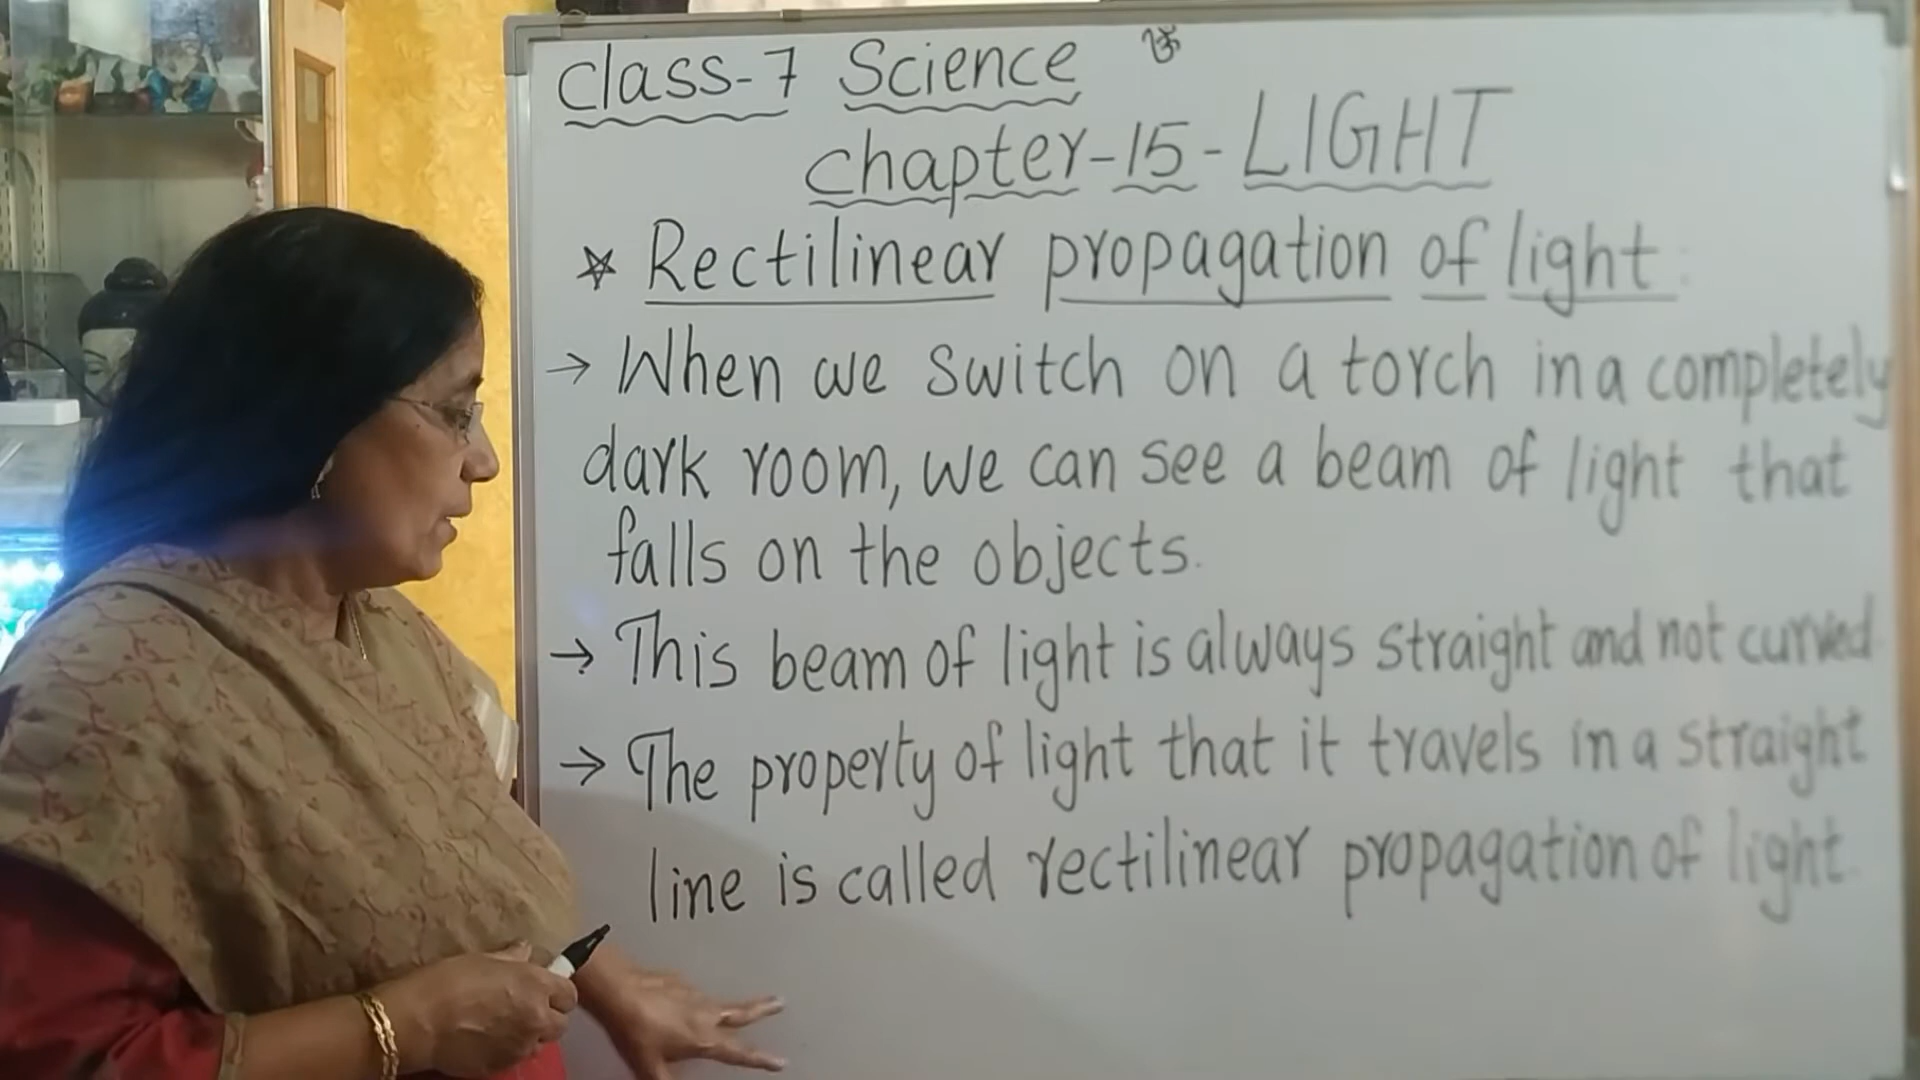 ॐ
Class-7 Science
Chapter-15-LIGHT
* Rectilinear propagation of light:
→ When we switch on a torch in a completely
dark room, we can see a beam of light that
falls on the objects.
→ This beam of light is always straight and not curved
→ The property of light that it travels in a straight
line is called rectilinear propagation of light.